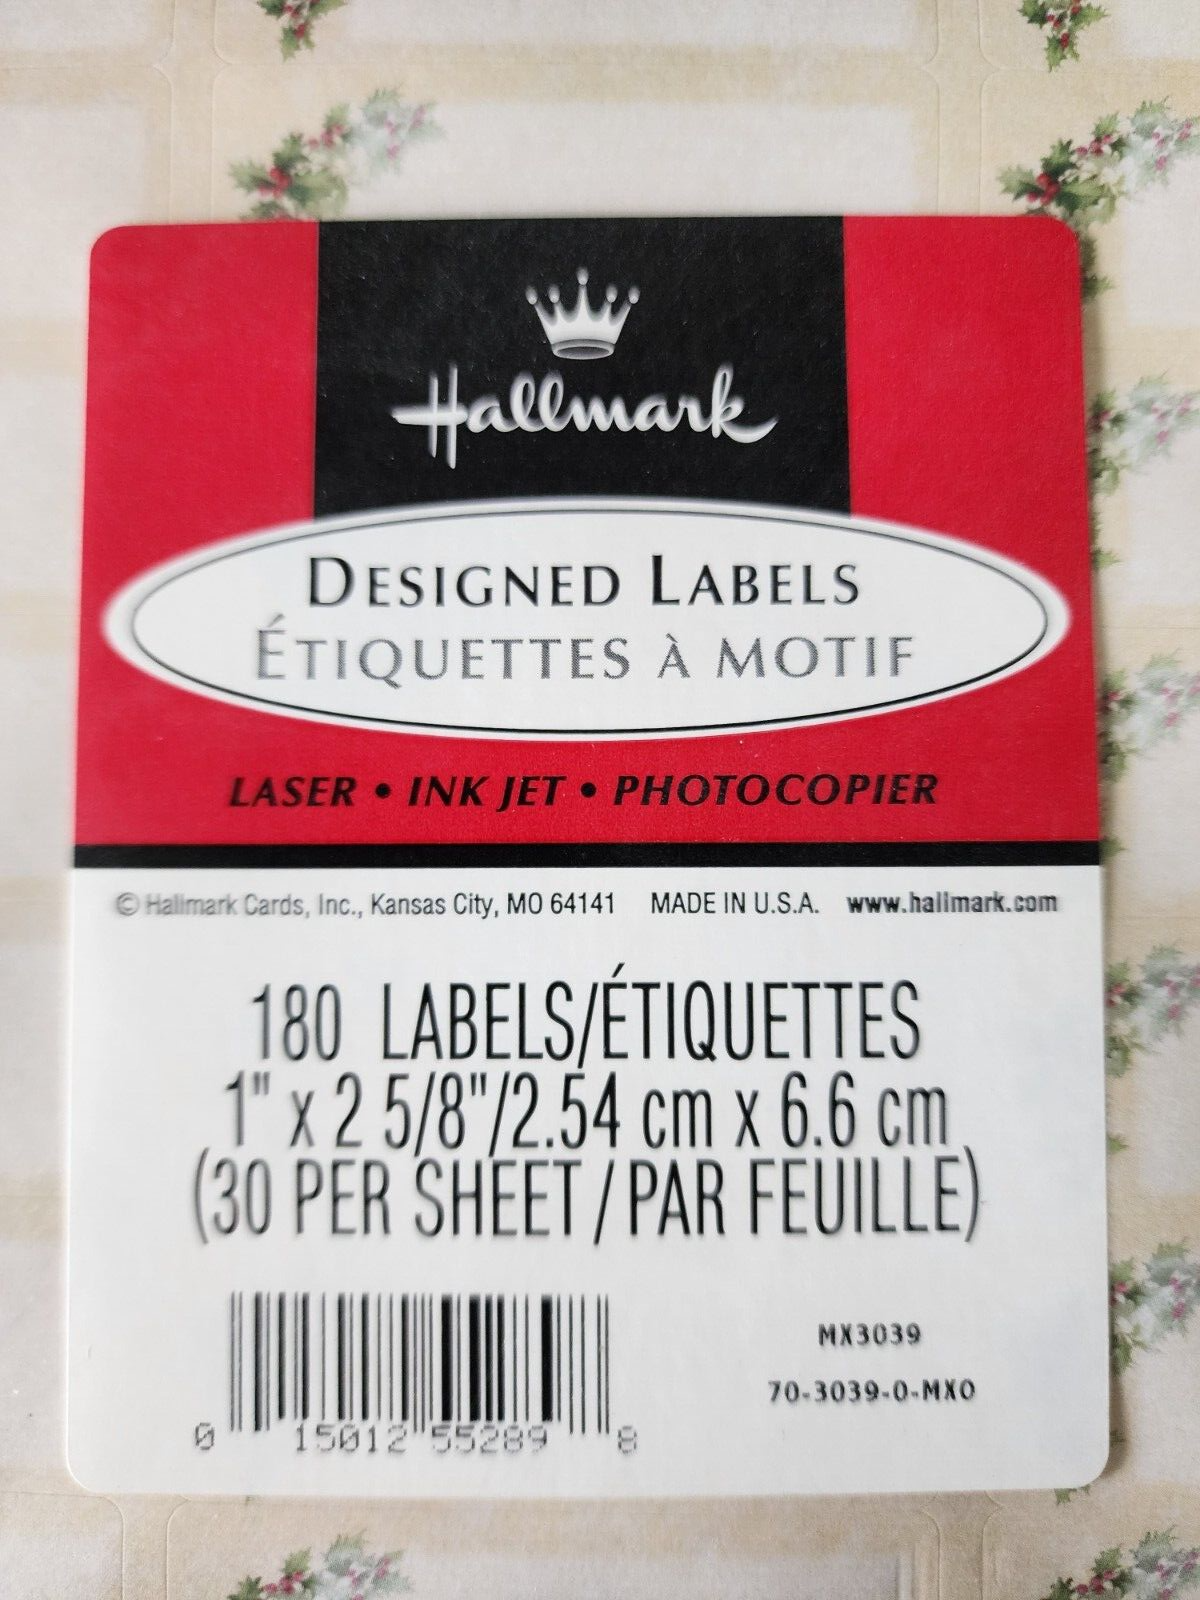 Hallmark
DESIGNED LABELS
ÉTIQUETTES À MOTIF
LASER • INK JET • PHOTOCOPIER
© Hallmark Cards, Inc., Kansas City, MO 64141 MADE IN U.S.A. www.hallmark.com
180 LABELS/ÉTIQUETTES
1" x 2 5/8"/2.54 cm x 6.6 cm
(30 PER SHEET / PAR FEUILLE)
MX3039
70-3039-0-MXO
0 15012 55289 8